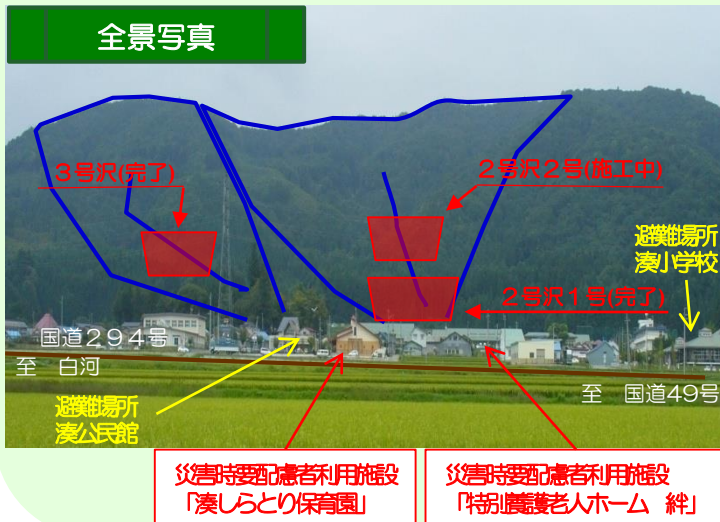 全景写真
3号沢(完了)
2号沢2号(施工中)
避難場所
湊小学校
2号沢1号(完了)
国道294号
至 白河
至 国道49号
避難場所
湊公民館
災害時要配慮者利用施設
「湊しらとり保育園」
災害時要配慮者利用施設
「特別養護老人ホーム 絆」